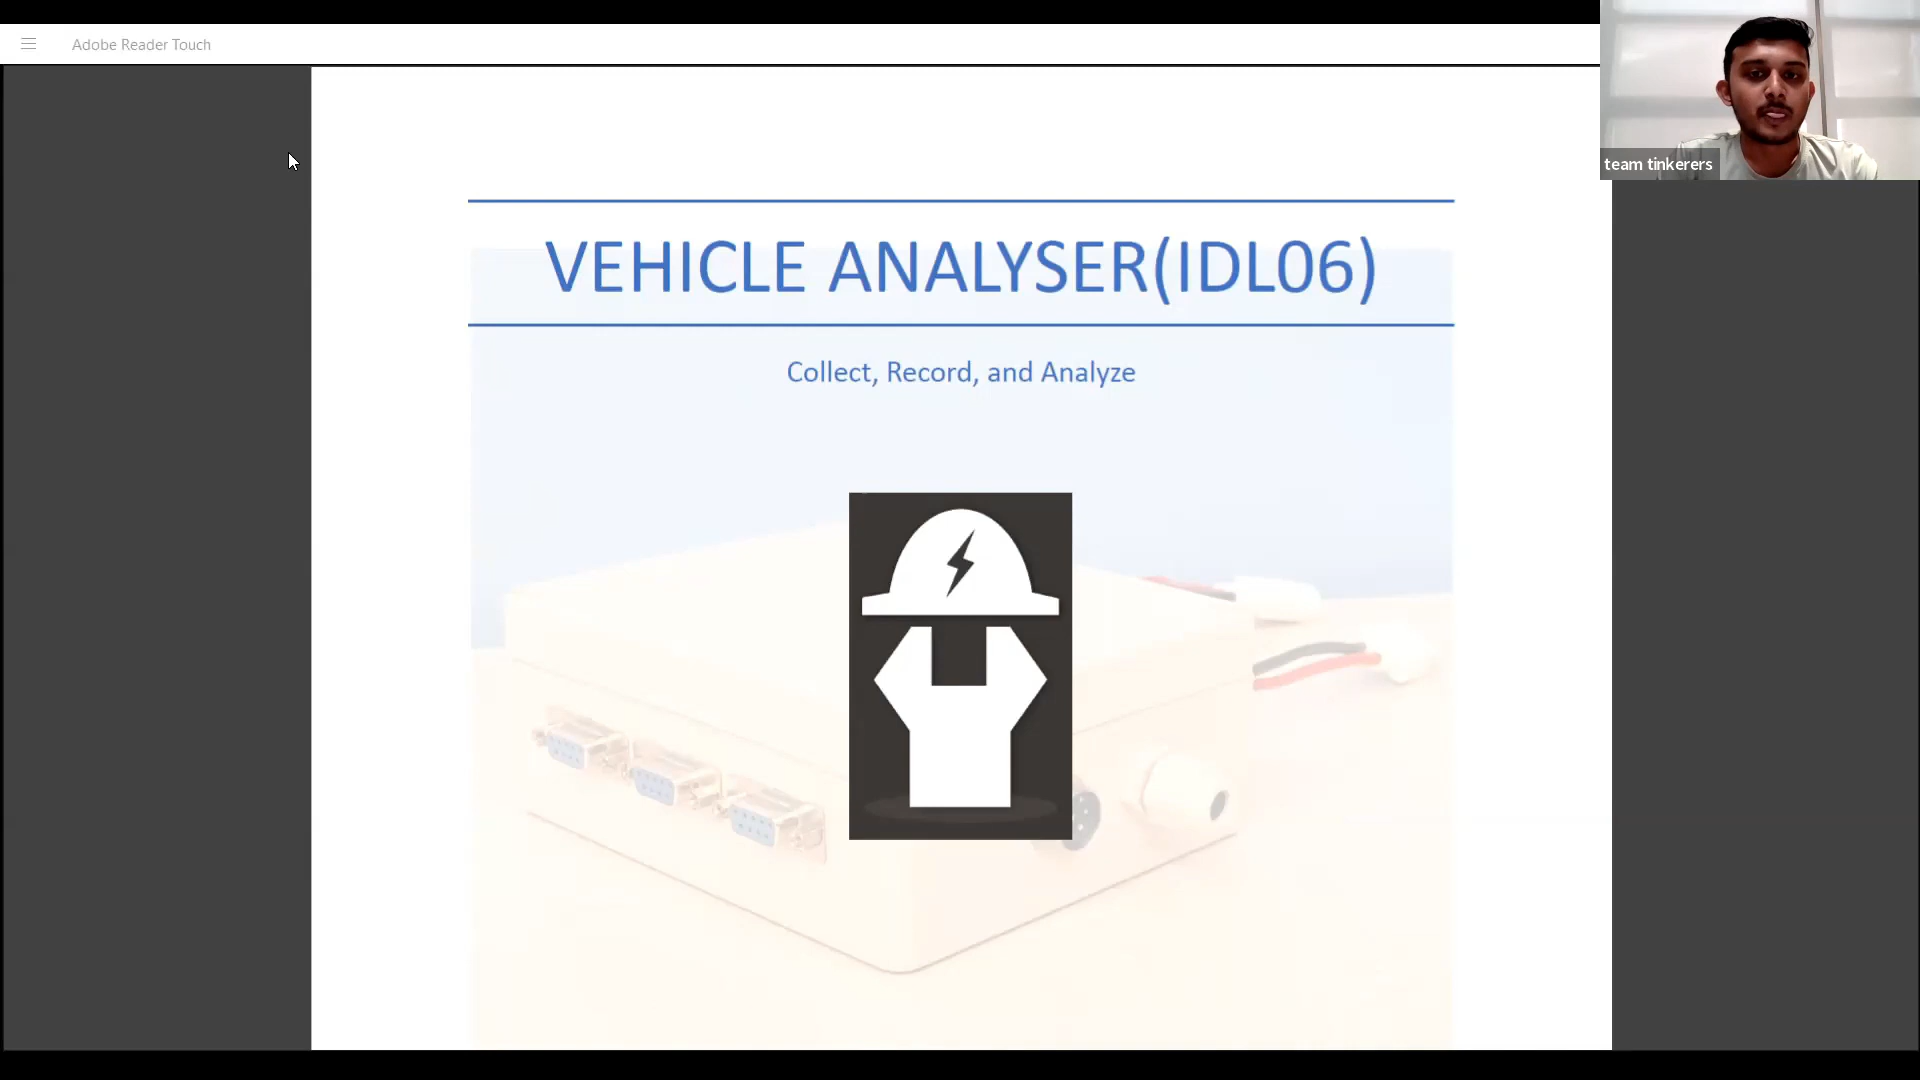 Adobe Reader Touch
team tinkerers
VEHICLE ANALYSER(IDL06)
Collect, Record, and Analyze